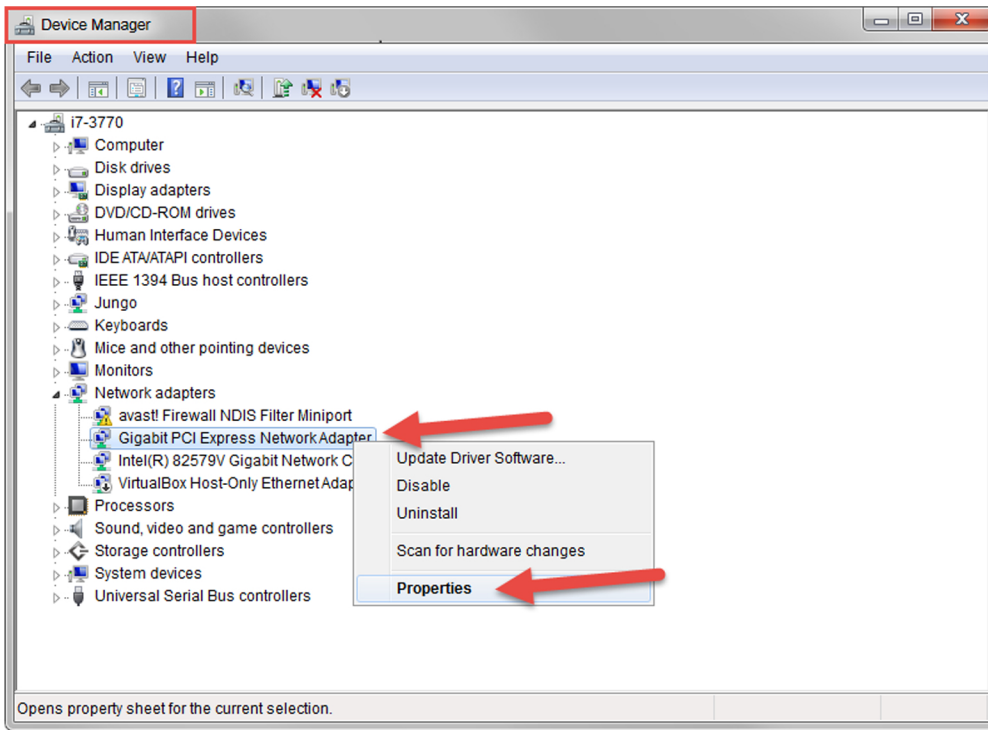 Device Manager
File Action View Help
i7-3770
Computer
Disk drives
Display adapters
DVD/CD-ROM drives
Human Interface Devices
IDE ATA/ATAPI controllers
IEEE 1394 Bus host controllers
Jungo
Keyboards
Mice and other pointing devices
Monitors
Network adapters
avast! Firewall NDIS Filter Miniport
Gigabit PCI Express Network Adapter
Intel(R) 82579V Gigabit Network C
VirtualBox Host-Only Ethernet Adap
Processors
Sound, video and game controllers
Storage controllers
System devices
Universal Serial Bus controllers
Update Driver Software...
Disable
Uninstall
Scan for hardware changes
Properties
Opens property sheet for the current selection.